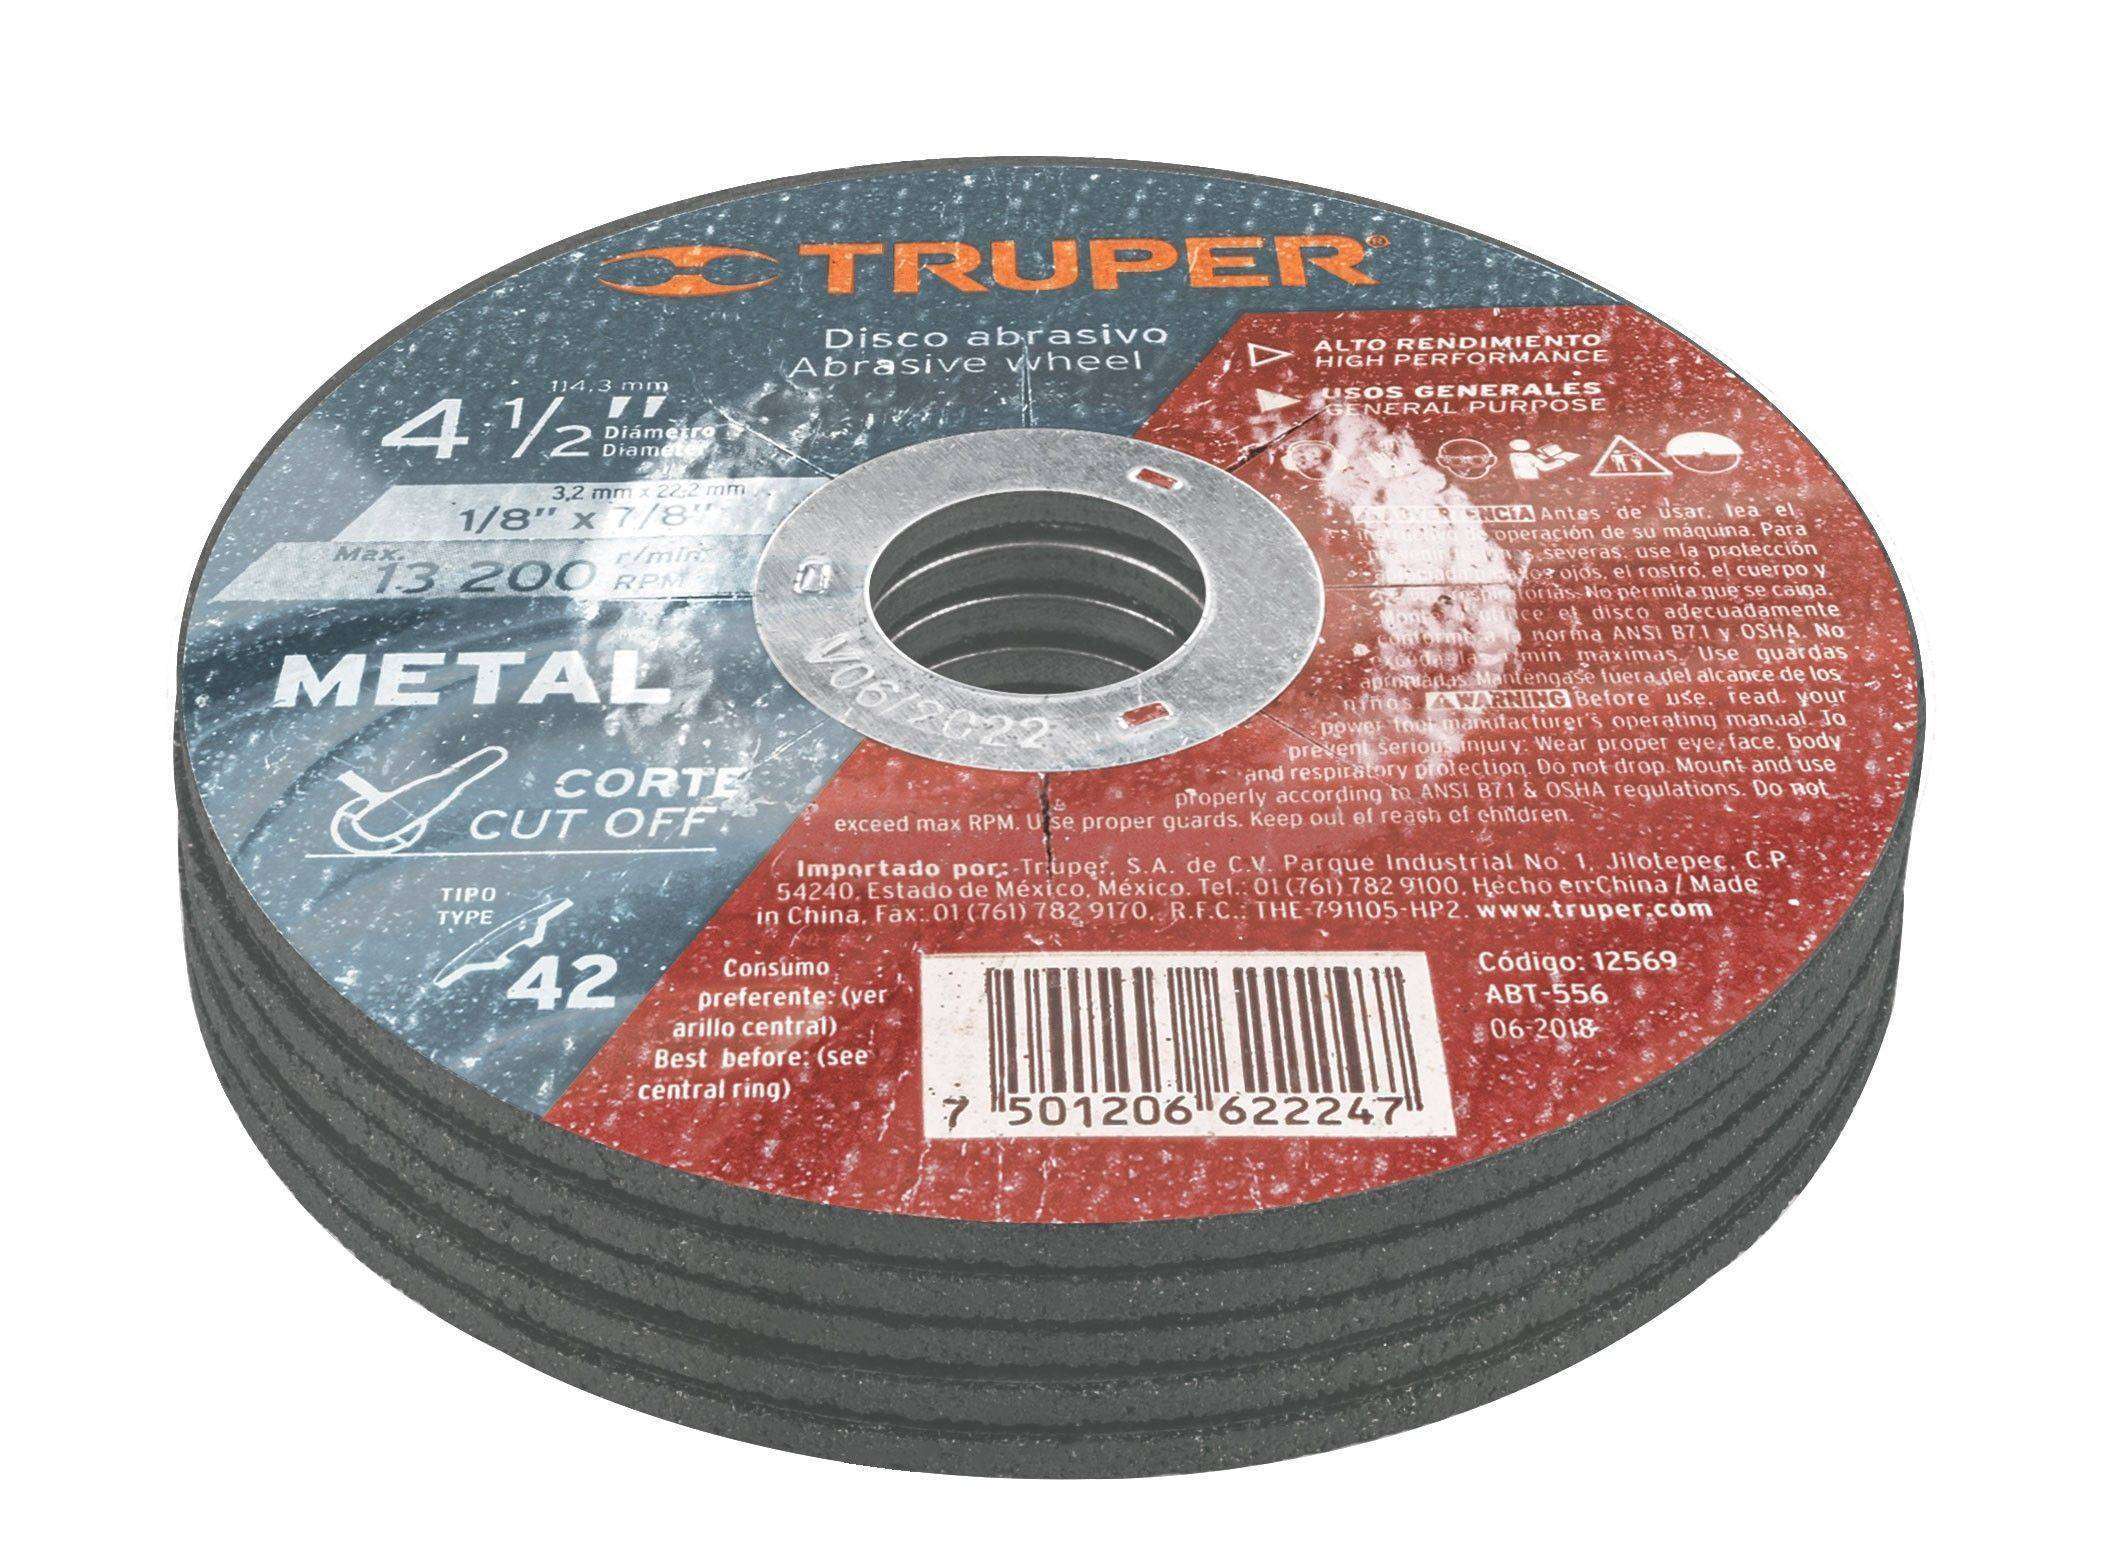 TRUPER®
Disco abrasivo
Abrasive wheel
114,3 mm
4 1/2"
Diámetro
Diameter
3,2 mm x 22,2 mm
1/8" x 7/8"
Max.
13 200
r/min.
RPM
METAL
CORTE
CUT OFF
TIPO
TYPE
42
ALTO RENDIMIENTO
HIGH PERFORMANCE
USOS GENERALES
GENERAL PURPOSE
V06/2022
ADVERTENCIA Antes de usar, lea el
de operación de su máquina. Para
severas, use la protección
ojos, el rostro, el cuerpo y
No permita que se caiga.
el disco adecuadamente
conforme a la norma ANSI B7.1 y OSHA. No
exceda las r/min máximas. Use guardas
apropiadas. Manténgase fuera del alcance de los
niños. WARNING Before use, read your
power tool manufacturer's operating manual. To
prevent serious injury: Wear proper eye, face, body
and respiratory protection. Do not drop. Mount and use
properly according to ANSI B7.1 & OSHA regulations. Do not
exceed max RPM. Use proper guards. Keep out of reach of children.
Importado por: Truper, S.A. de C.V. Parque Industrial No. 1, Jilotepec, C.P.
54240, Estado de México, México, Tel.: 01 (761) 782 9100, Hecho en China / Made
in China, Fax: 01 (761) 782 9170, R.F.C.: THE-791105-HP2. www.truper.com
Consumo
preferente: (ver
arillo central)
Best before: (see
central ring)
7 501206 622247
Código: 12569
ABT-556
06-2018